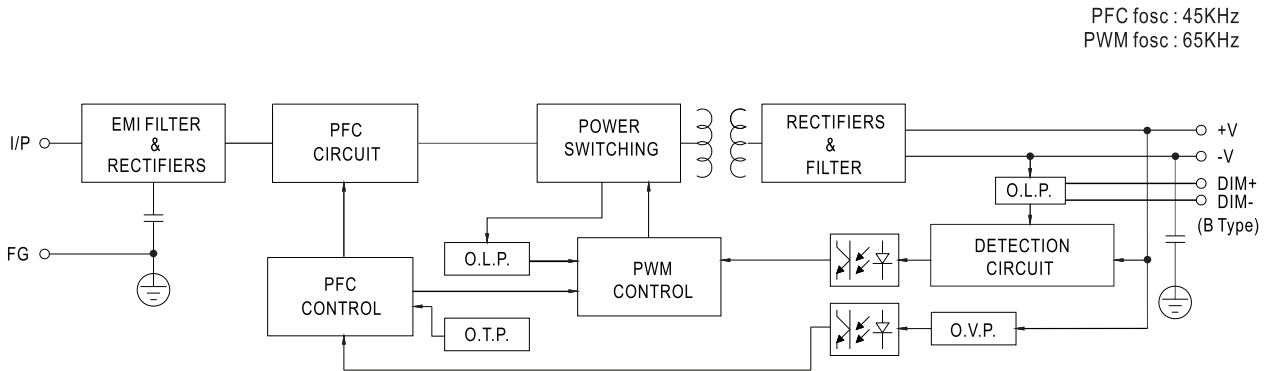 PFC fosc : 45KHz
PWM fosc : 65KHz
I/P
EMI FILTER
&
RECTIFIERS
PFC
CIRCUIT
POWER
SWITCHING
RECTIFIERS
&
FILTER
+V
-V
DIM+
DIM-
(B Type)
O.L.P.
FG
O.L.P.
PFC
CONTROL
PWM
CONTROL
DETECTION
CIRCUIT
O.T.P.
O.V.P.